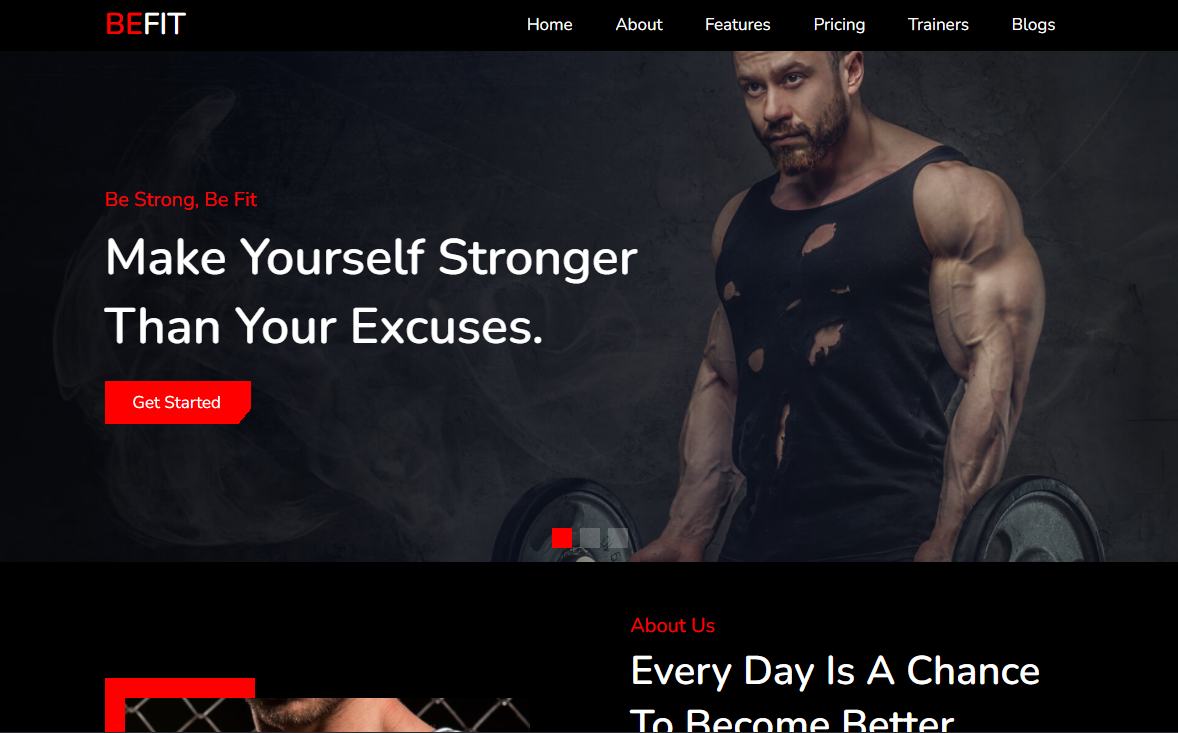 BEFIT
Home About Features Pricing Trainers Blogs
Be Strong, Be Fit
Make Yourself Stronger
Than Your Excuses.
Get Started
About Us
Every Day Is A Chance
To Become Better